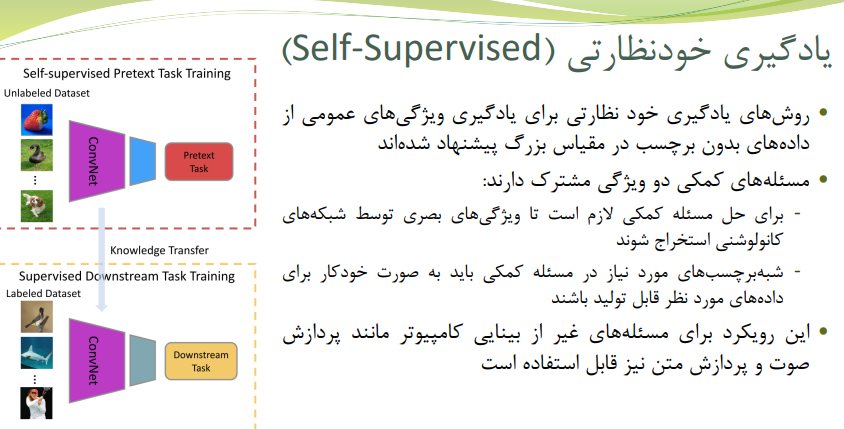 یادگیری خودنظارتی (Self-Supervised)
• روش‌های یادگیری خود نظارتی برای یادگیری ویژگی‌های عمومی از
داده‌های بدون برچسب در مقیاس بزرگ پیشنهاد شده‌اند
• مسئله‌های کمکی دو ویژگی مشترک دارند:
- برای حل مسئله کمکی لازم است تا ویژگی‌های بصری توسط شبکه‌های
کانولوشنی استخراج شوند
- شبه‌برچسب‌های مورد نیاز در مسئله کمکی باید به صورت خودکار برای
داده‌های مورد نظر قابل تولید باشند
• این رویکرد برای مسئله‌های غیر از بینایی کامپیوتر مانند پردازش
صوت و پردازش متن نیز قابل استفاده است
Self-supervised Pretext Task Training
Unlabeled Dataset
ConvNet
Pretext
Task
Knowledge Transfer
Supervised Downstream Task Training
Labeled Dataset
ConvNet
Downstream
Task